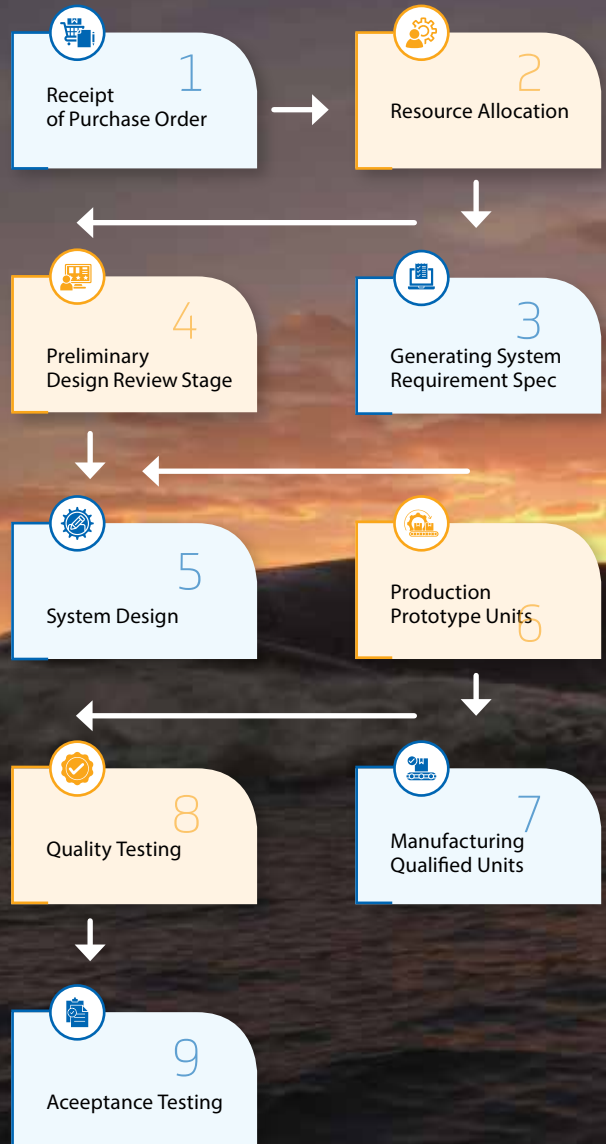 1
Receipt
of Purchase Order
2
Resource Allocation
3
Generating System
Requirement Spec
4
Preliminary
Design Review Stage
5
System Design
6
Production
Prototype Units
7
Manufacturing
Qualified Units
8
Quality Testing
9
Aceeptance Testing